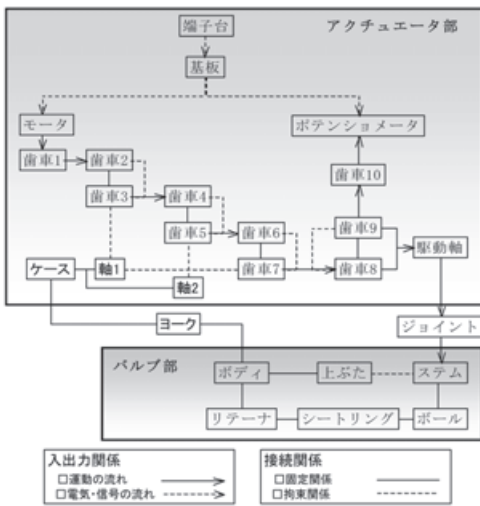 アクチュエータ部
端子台
基板
モータ
ポテンショメータ
歯車1
歯車2
歯車10
歯車3
歯車4
歯車5
歯車6
歯車9
駆動軸
ケース
軸1
歯車7
歯車8
軸2
ヨーク
ジョイント
バルブ部
ボディ
上ぶた
ステム
リテーナ
シートリング
ボール
入出力関係
□運動の流れ
□電気・信号の流れ
接続関係
□固定関係
□拘束関係